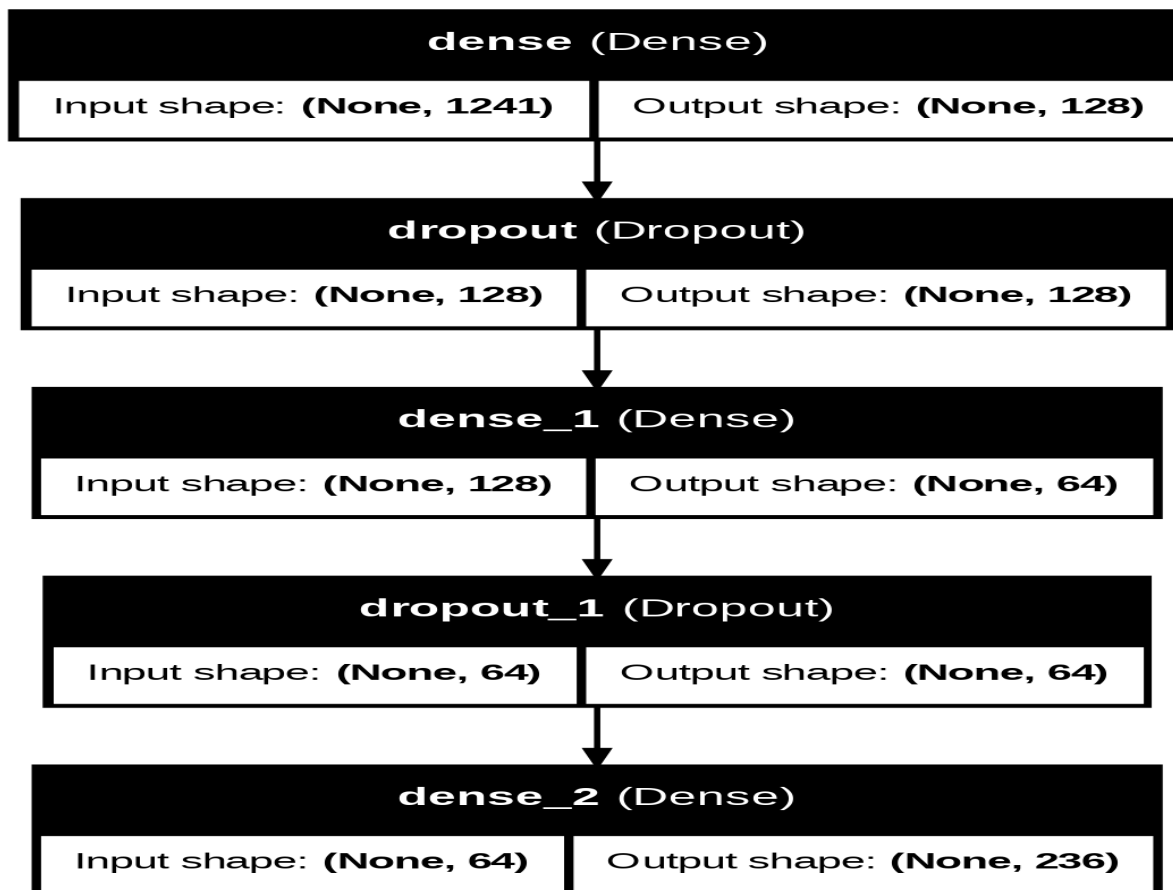 dense (Dense)
Input shape: (None, 1241) Output shape: (None, 128)
dropout (Dropout)
Input shape: (None, 128) Output shape: (None, 128)
dense_1 (Dense)
Input shape: (None, 128) Output shape: (None, 64)
dropout_1 (Dropout)
Input shape: (None, 64) Output shape: (None, 64)
dense_2 (Dense)
Input shape: (None, 64) Output shape: (None, 236)